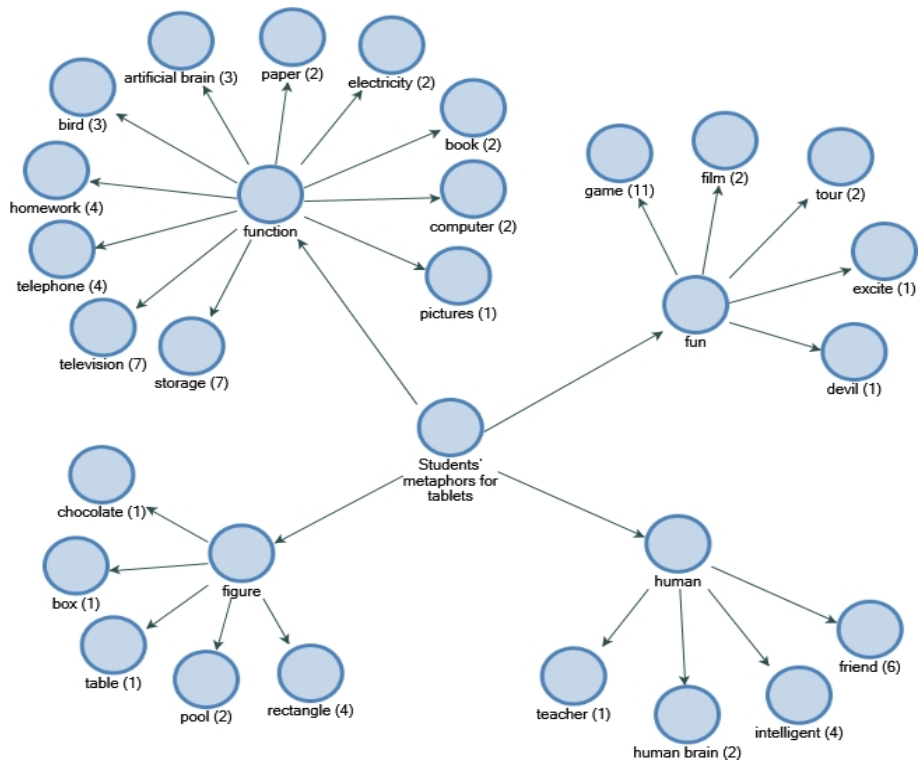 artificial brain (3)
paper (2)
electricity (2)
bird (3)
book (2)
homework (4)
function
computer (2)
telephone (4)
pictures (1)
television (7)
storage (7)
game (11)
film (2)
tour (2)
excite (1)
fun
devil (1)
Students'
metaphors for
tablets
chocolate (1)
box (1)
figure
table (1)
pool (2)
rectangle (4)
human
friend (6)
teacher (1)
human brain (2)
intelligent (4)